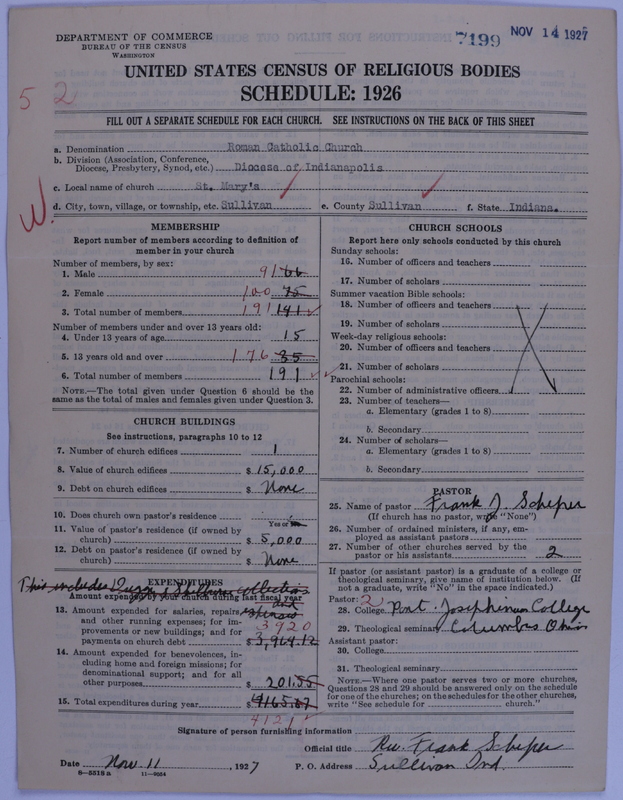 DEPARTMENT OF COMMERCE
BUREAU OF THE CENSUS
WASHINGTON
7199
NOV 14 1927
UNITED STATES CENSUS OF RELIGIOUS BODIES
SCHEDULE: 1926
5 2
FILL OUT A SEPARATE SCHEDULE FOR EACH CHURCH. SEE INSTRUCTIONS ON THE BACK OF THIS SHEET
a. Denomination Roman Catholic Church
b. Division (Association, Conference, Diocese, Presbytery, Synod, etc.) Diocese of Indianapolis
c. Local name of church St. Mary's
d. City, town, village, or township, etc. Sullivan e. County Sullivan f. State Indiana.
W
MEMBERSHIP
Report number of members according to definition of
member in your church
Number of members, by sex:
1. Male 91 66
2. Female 100 75
3. Total number of members 191 141
Number of members under and over 13 years old:
4. Under 13 years of age 15
5. 13 years old and over 176 35
6. Total number of members 191
NOTE.—The total given under Question 6 should be
same as the total of males and females given under Question 3.
CHURCH BUILDINGS
See instructions, paragraphs 10 to 12
7. Number of church edifices 1
8. Value of church edifices $ 15,000
9. Debt on church edifices $ None
10. Does church own pastor's residence
Yes or No
11. Value of pastor's residence (if owned by
church) $ 5,000
12. Debt on pastor's residence (if owned by
church) $ None
This includes Dugger & Shelburn collections
EXPENDITURES
and expenses
Amount expended by your church during last fiscal year
13. Amount expended for salaries, repairs,
and other running expenses; for im-
provements or new buildings; and for
payments on church debt $ 3,964.12
3920
14. Amount expended for benevolences, in-
cluding home and foreign missions; for
denominational support; and for all
other purposes $ 201.55
15. Total expenditures during year $ 4165.67
4121
CHURCH SCHOOLS
Report here only schools conducted by this church
Sunday schools:
16. Number of officers and teachers
17. Number of scholars
Summer vacation Bible schools:
18. Number of officers and teachers
19. Number of scholars
Week-day religious schools:
20. Number of officers and teachers
21. Number of scholars
Parochial schools:
22. Number of administrative officers
23. Number of teachers—
a. Elementary (grades 1 to 8)
b. Secondary
24. Number of scholars—
a. Elementary (grades 1 to 8)
b. Secondary
PASTOR
25. Name of pastor Frank J. Scheper
(If church has no pastor, write "None")
26. Number of ordained ministers, if any, em-
ployed as assistant pastors
27. Number of other churches served by the
pastor or his assistants 2
If pastor (or assistant pastor) is a graduate of a college or
theological seminary, give name of institution below. (If
not a graduate, write "No" in the space indicated.)
Pastor: 2
28. College Pont. Josephinum College
29. Theological seminary Columbus Ohio
Assistant pastor:
30. College
31. Theological seminary
NOTE.—Where one pastor serves two or more churches,
Questions 28 and 29 should be answered only on the schedule
for one of the churches; on the schedules for the other churches,
write "See schedule for church."
Signature of person furnishing information
Official title Rev. Frank Scheper
Date Nov. 11, 1927 P. O. Address Sullivan Ind.
8—5518 a 11—9054